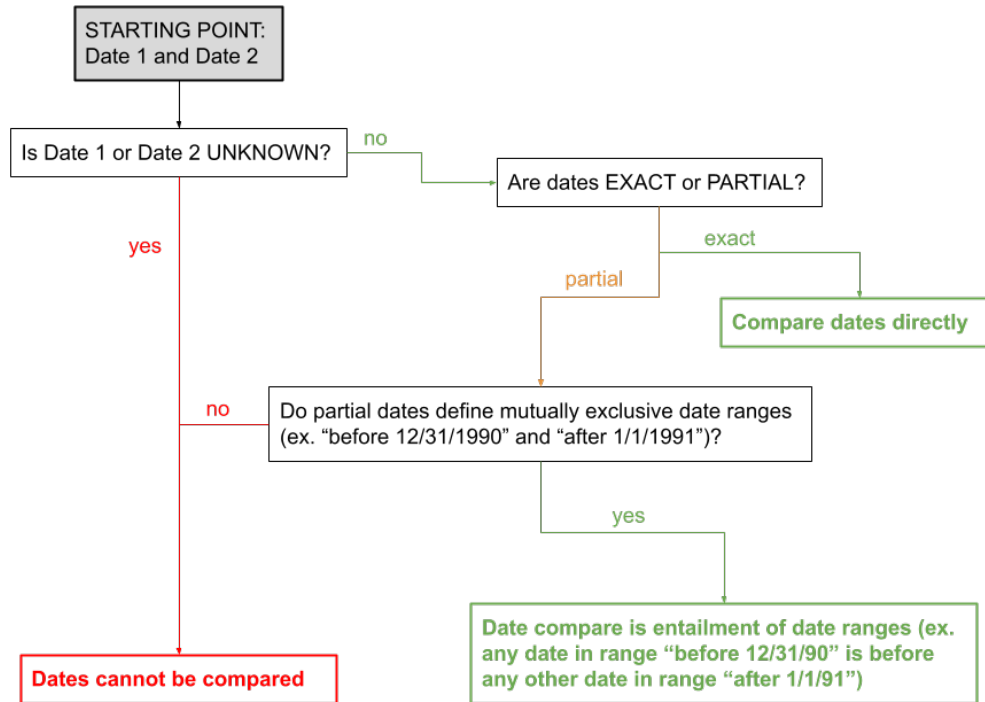 STARTING POINT:
Date 1 and Date 2
Is Date 1 or Date 2 UNKNOWN?
no
Are dates EXACT or PARTIAL?
yes
exact
partial
Compare dates directly
no
Do partial dates define mutually exclusive date ranges
(ex. “before 12/31/1990” and “after 1/1/1991”)?
yes
Date compare is entailment of date ranges (ex.
any date in range “before 12/31/90” is before
any other date in range “after 1/1/91”)
Dates cannot be compared